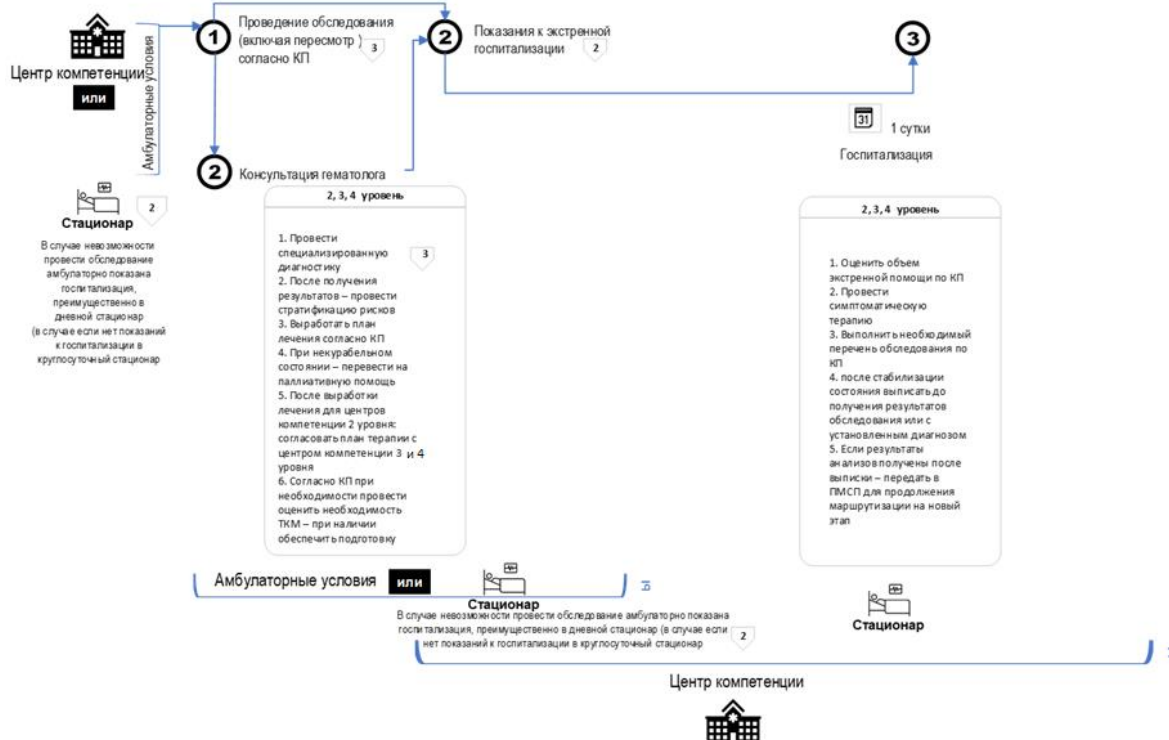 Центр компетенции
или
Амбулаторные условия
Стационар
2
В случае невозможности
провести обследование
амбулаторно показана
госпитализация,
преимущественно в
дневной стационар
(в случае если нет показаний
к госпитализации в
круглосуточный стационар
1
Проведение обследования
(включая пересмотр )
согласно КП
3
2
Показания к экстренной
госпитализации
2
3
31
1 сутки
Госпитализация
2
Консультация гематолога
2, 3, 4 уровень
1. Провести
специализированную
диагностику
3
2. После получения
результатов – провести
стратификацию рисков
3. Выработать план
лечения согласно КП
4. При некурабельном
состоянии – перевести на
паллиативную помощь
5. После выработки
лечения для центров
компетенции 2 уровня:
согласовать план терапии с
центром компетенции 3 и 4
уровня
6. Согласно КП при
необходимости провести
оценить необходимость
ТКМ – при наличии
обеспечить подготовку
2, 3, 4 уровень
1. Оценить объем
экстренной помощи по КП
2. Провести
симптоматическую
терапию
3. Выполнить необходимый
перечень обследования по
КП
4. после стабилизации
состояния выписать до
получения результатов
обследования или с
установленным диагнозом
5. Если результаты
анализов получены после
выписки – передать в
ПМСП для продолжения
маршрутизации на новый
этап
Амбулаторные условия
или
Стационар
ы
В случае невозможности провести обследование амбулаторно показана
госпитализация, преимущественно в дневной стационар (в случае если
нет показаний к госпитализации в круглосуточный стационар
2
Стационар
Центр компетенции